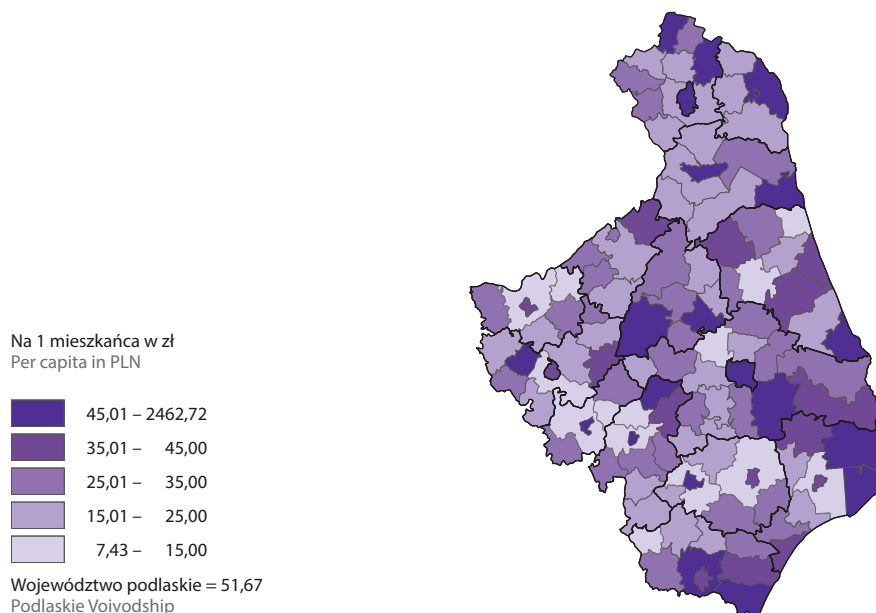 Na 1 mieszkańca w zł
Per capita in PLN
45,01 – 2462,72
35,01 – 45,00
25,01 – 35,00
15,01 – 25,00
7,43 – 15,00
Województwo podlaskie = 51,67
Podlaskie Voivodship